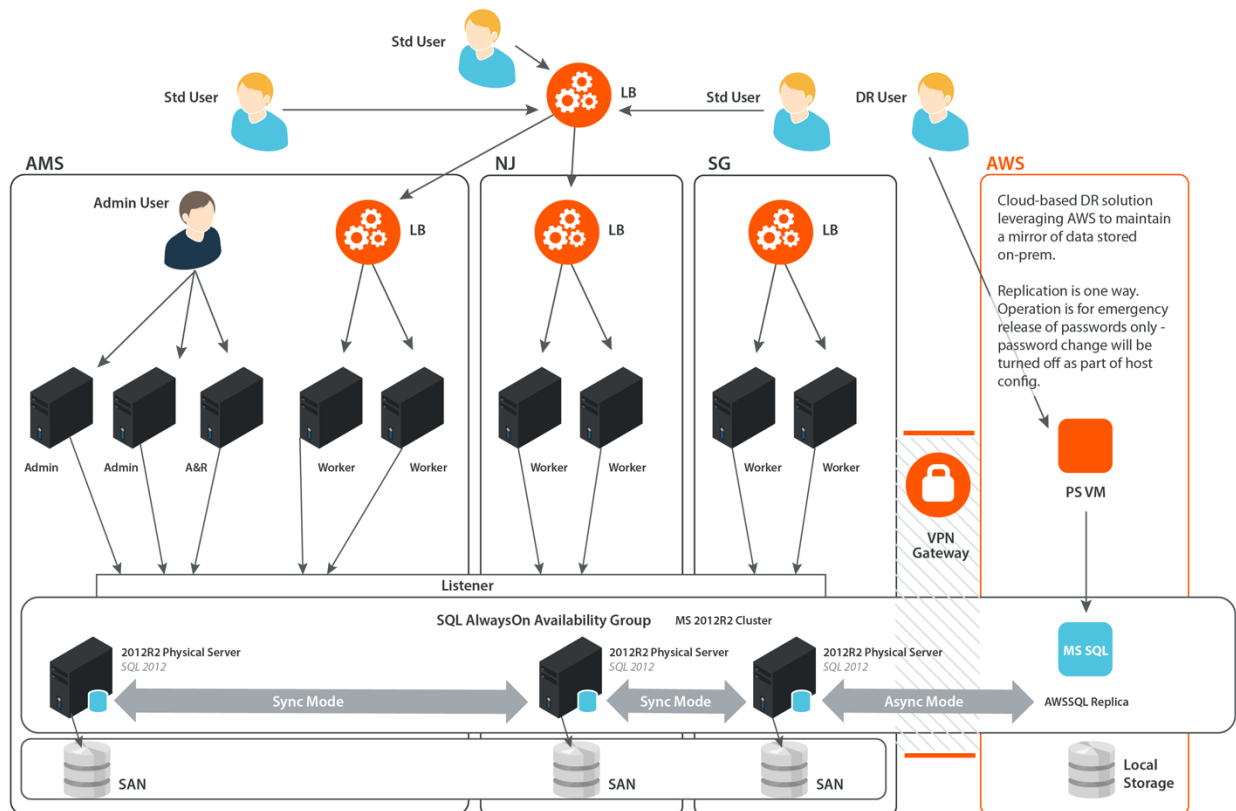 Std User
LB
Std User
Std User
DR User
AMS
NJ
SG
AWS
Admin User
LB
LB
LB
Cloud-based DR solution
leveraging AWS to maintain
a mirror of data stored
on-prem.
Replication is one way.
Operation is for emergency
release of passwords only -
password change will be
turned off as part of host
config.
Admin
Admin
A&R
Worker
Worker
Worker
Worker
Worker
Worker
PS VM
VPN
Gateway
Listener
SQL AlwaysOn Availability Group
MS 2012R2 Cluster
2012R2 Physical Server
SQL 2012
2012R2 Physical Server
SQL 2012
2012R2 Physical Server
SQL 2012
MS SQL
Sync Mode
Sync Mode
Async Mode
AWSSQL Replica
SAN
SAN
SAN
Local
Storage